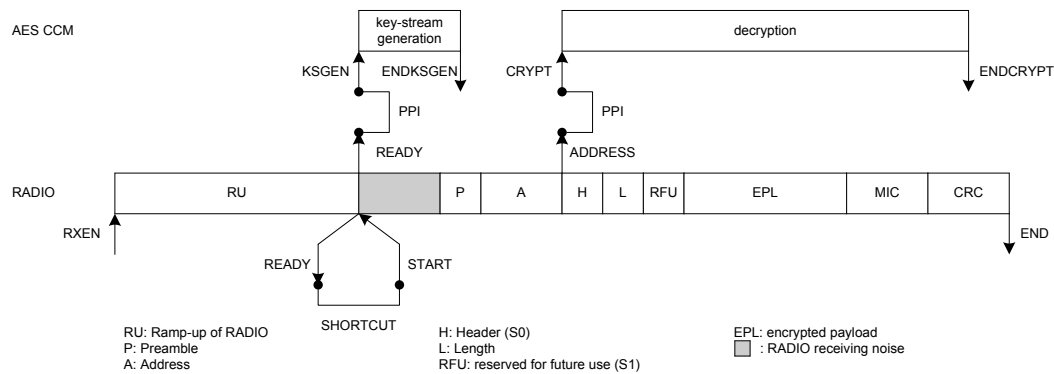 AES CCM
key-stream
generation
decryption
KSGEN
ENDKSGEN
CRYPT
ENDCRYPT
PPI
PPI
READY
ADDRESS
RADIO
RU
P
A
H
L
RFU
EPL
MIC
CRC
RXEN
END
READY
START
SHORTCUT
RU: Ramp-up of RADIO
P: Preamble
A: Address
H: Header (S0)
L: Length
RFU: reserved for future use (S1)
EPL: encrypted payload
: RADIO receiving noise